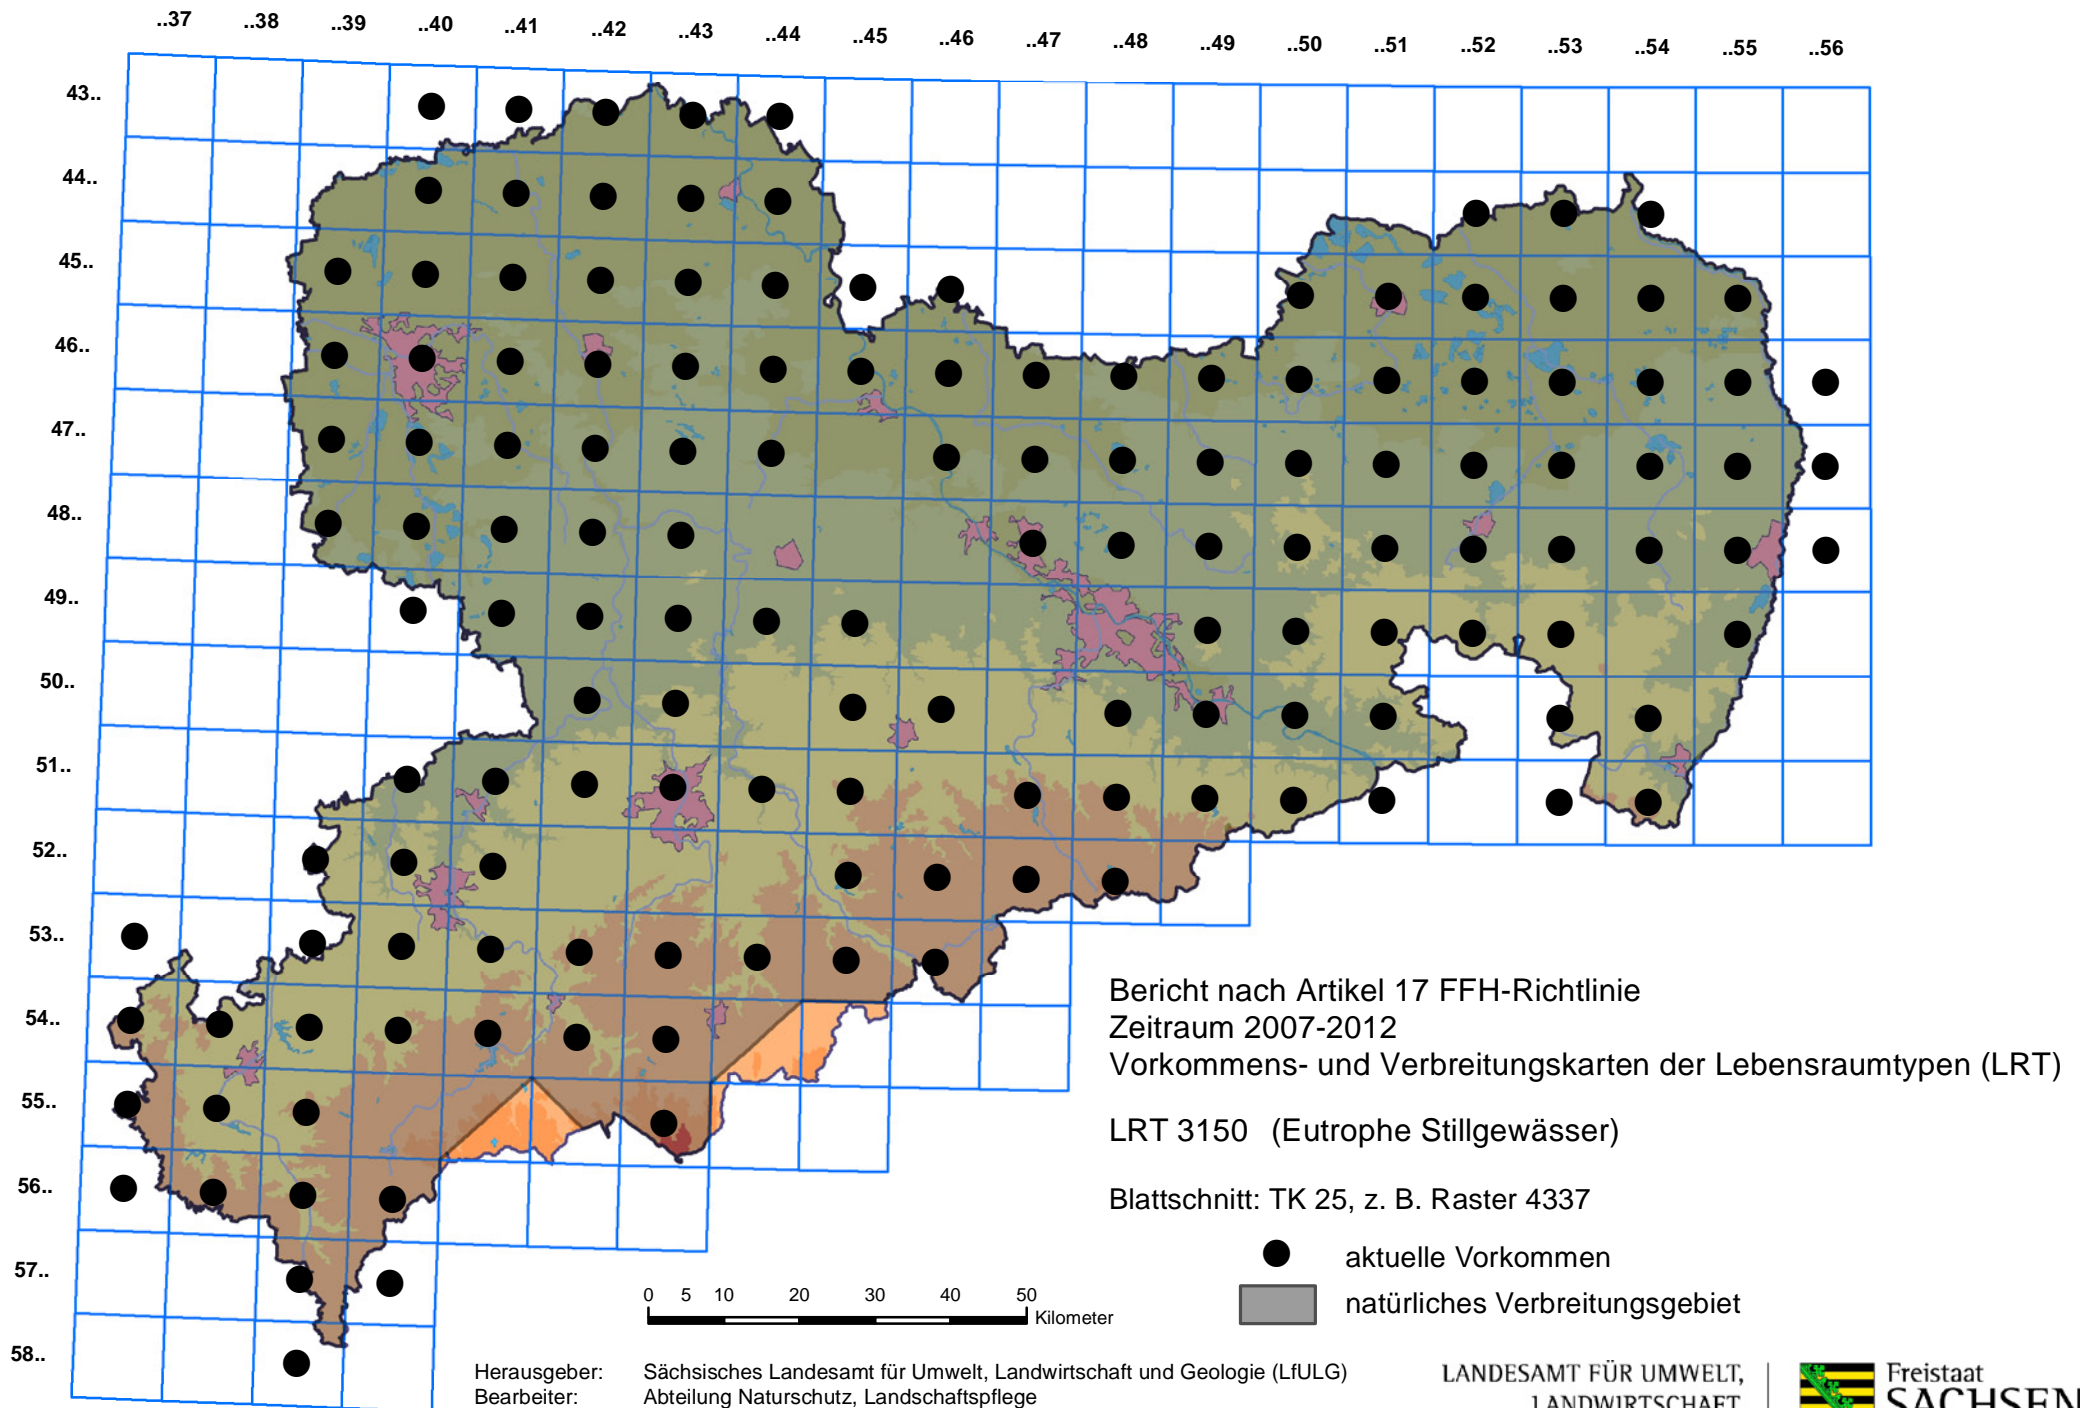 ..37 ..38 ..39 ..40 ..41 ..42 ..43 ..44 ..45 ..46 ..47 ..48 ..49 ..50 ..51 ..52 ..53 ..54 ..55 ..56
43..
44..
45..
46..
47..
48..
49..
50..
51..
52..
53..
54..
55..
56..
57..
58..
Bericht nach Artikel 17 FFH-Richtlinie
Zeitraum 2007-2012
Vorkommens- und Verbreitungskarten der Lebensraumtypen (LRT)
LRT 3150 (Eutrophe Stillgewässer)
Blattschnitt: TK 25, z. B. Raster 4337
aktuelle Vorkommen
natürliches Verbreitungsgebiet
0 5 10 20 30 40 50
Kilometer
Herausgeber: Sächsisches Landesamt für Umwelt, Landwirtschaft und Geologie (LfULG)
Bearbeiter: Abteilung Naturschutz, Landschaftspflege
LANDESAMT FÜR UMWELT,
LANDWIRTSCHAFT
Freistaat
SACHSEN